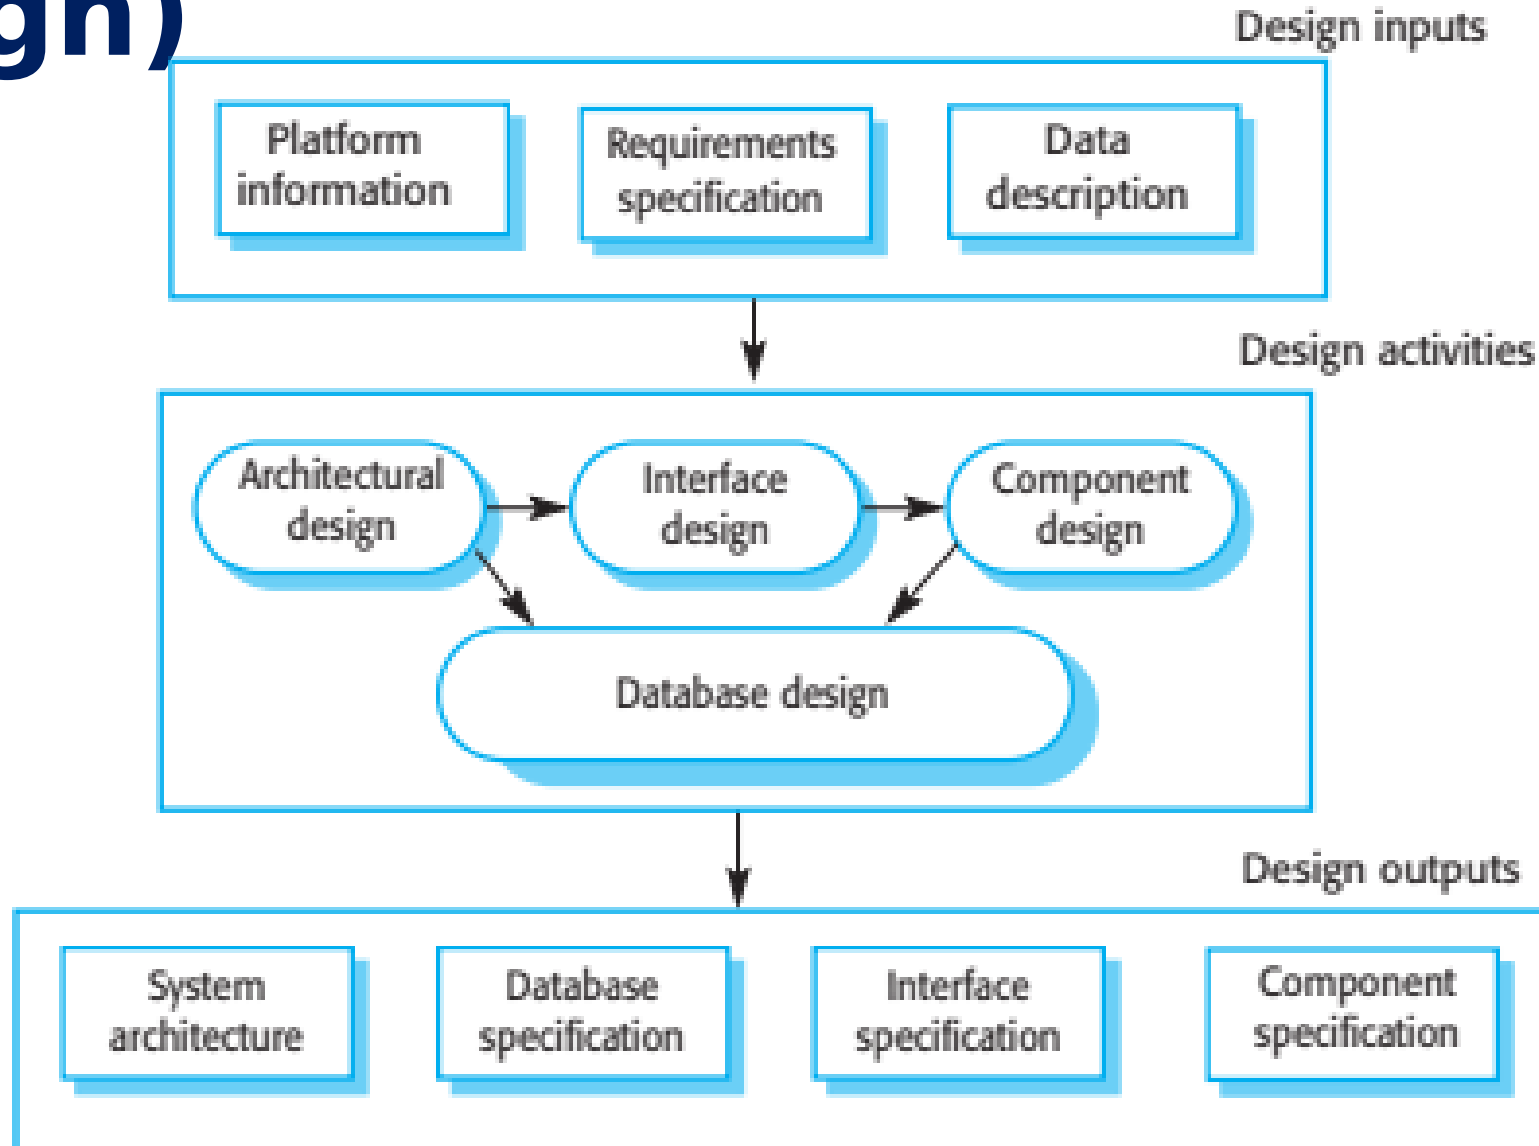 gn)
Design inputs
Platform
information
Requirements
specification
Data
description
Design activities
Architectural
design
Interface
design
Component
design
Database design
Design outputs
System
architecture
Database
specification
Interface
specification
Component
specification